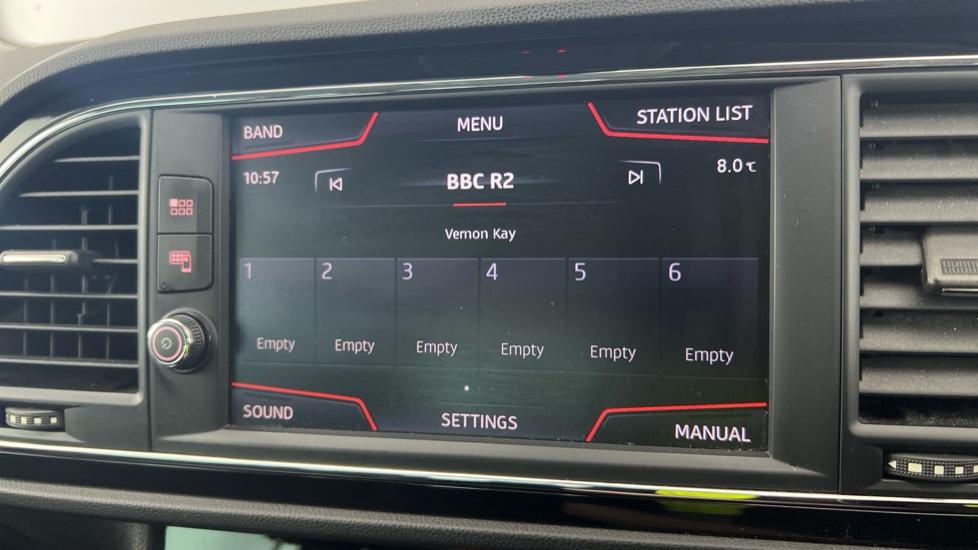 BAND MENU STATION LIST
10:57 BBC R2 8.0℃
Vernon Kay
1 2 3 4 5 6
Empty Empty Empty Empty Empty Empty
SOUND SETTINGS MANUAL